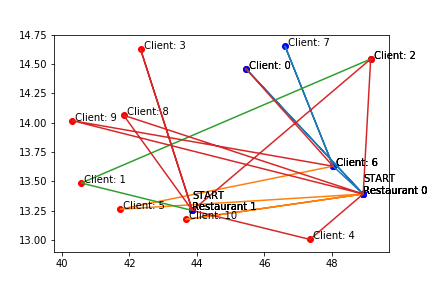 14.75
14.50
14.25
14.00
13.75
13.50
13.25
13.00
40
42
44
46
48
Client: 7
Client: 3
Client: 2
Client: 0
Client: 8
Client: 9
Client: 6
Client: 1
START
Restaurant 0
START
Restaurant 1
Client: 5
Client: 10
Client: 4